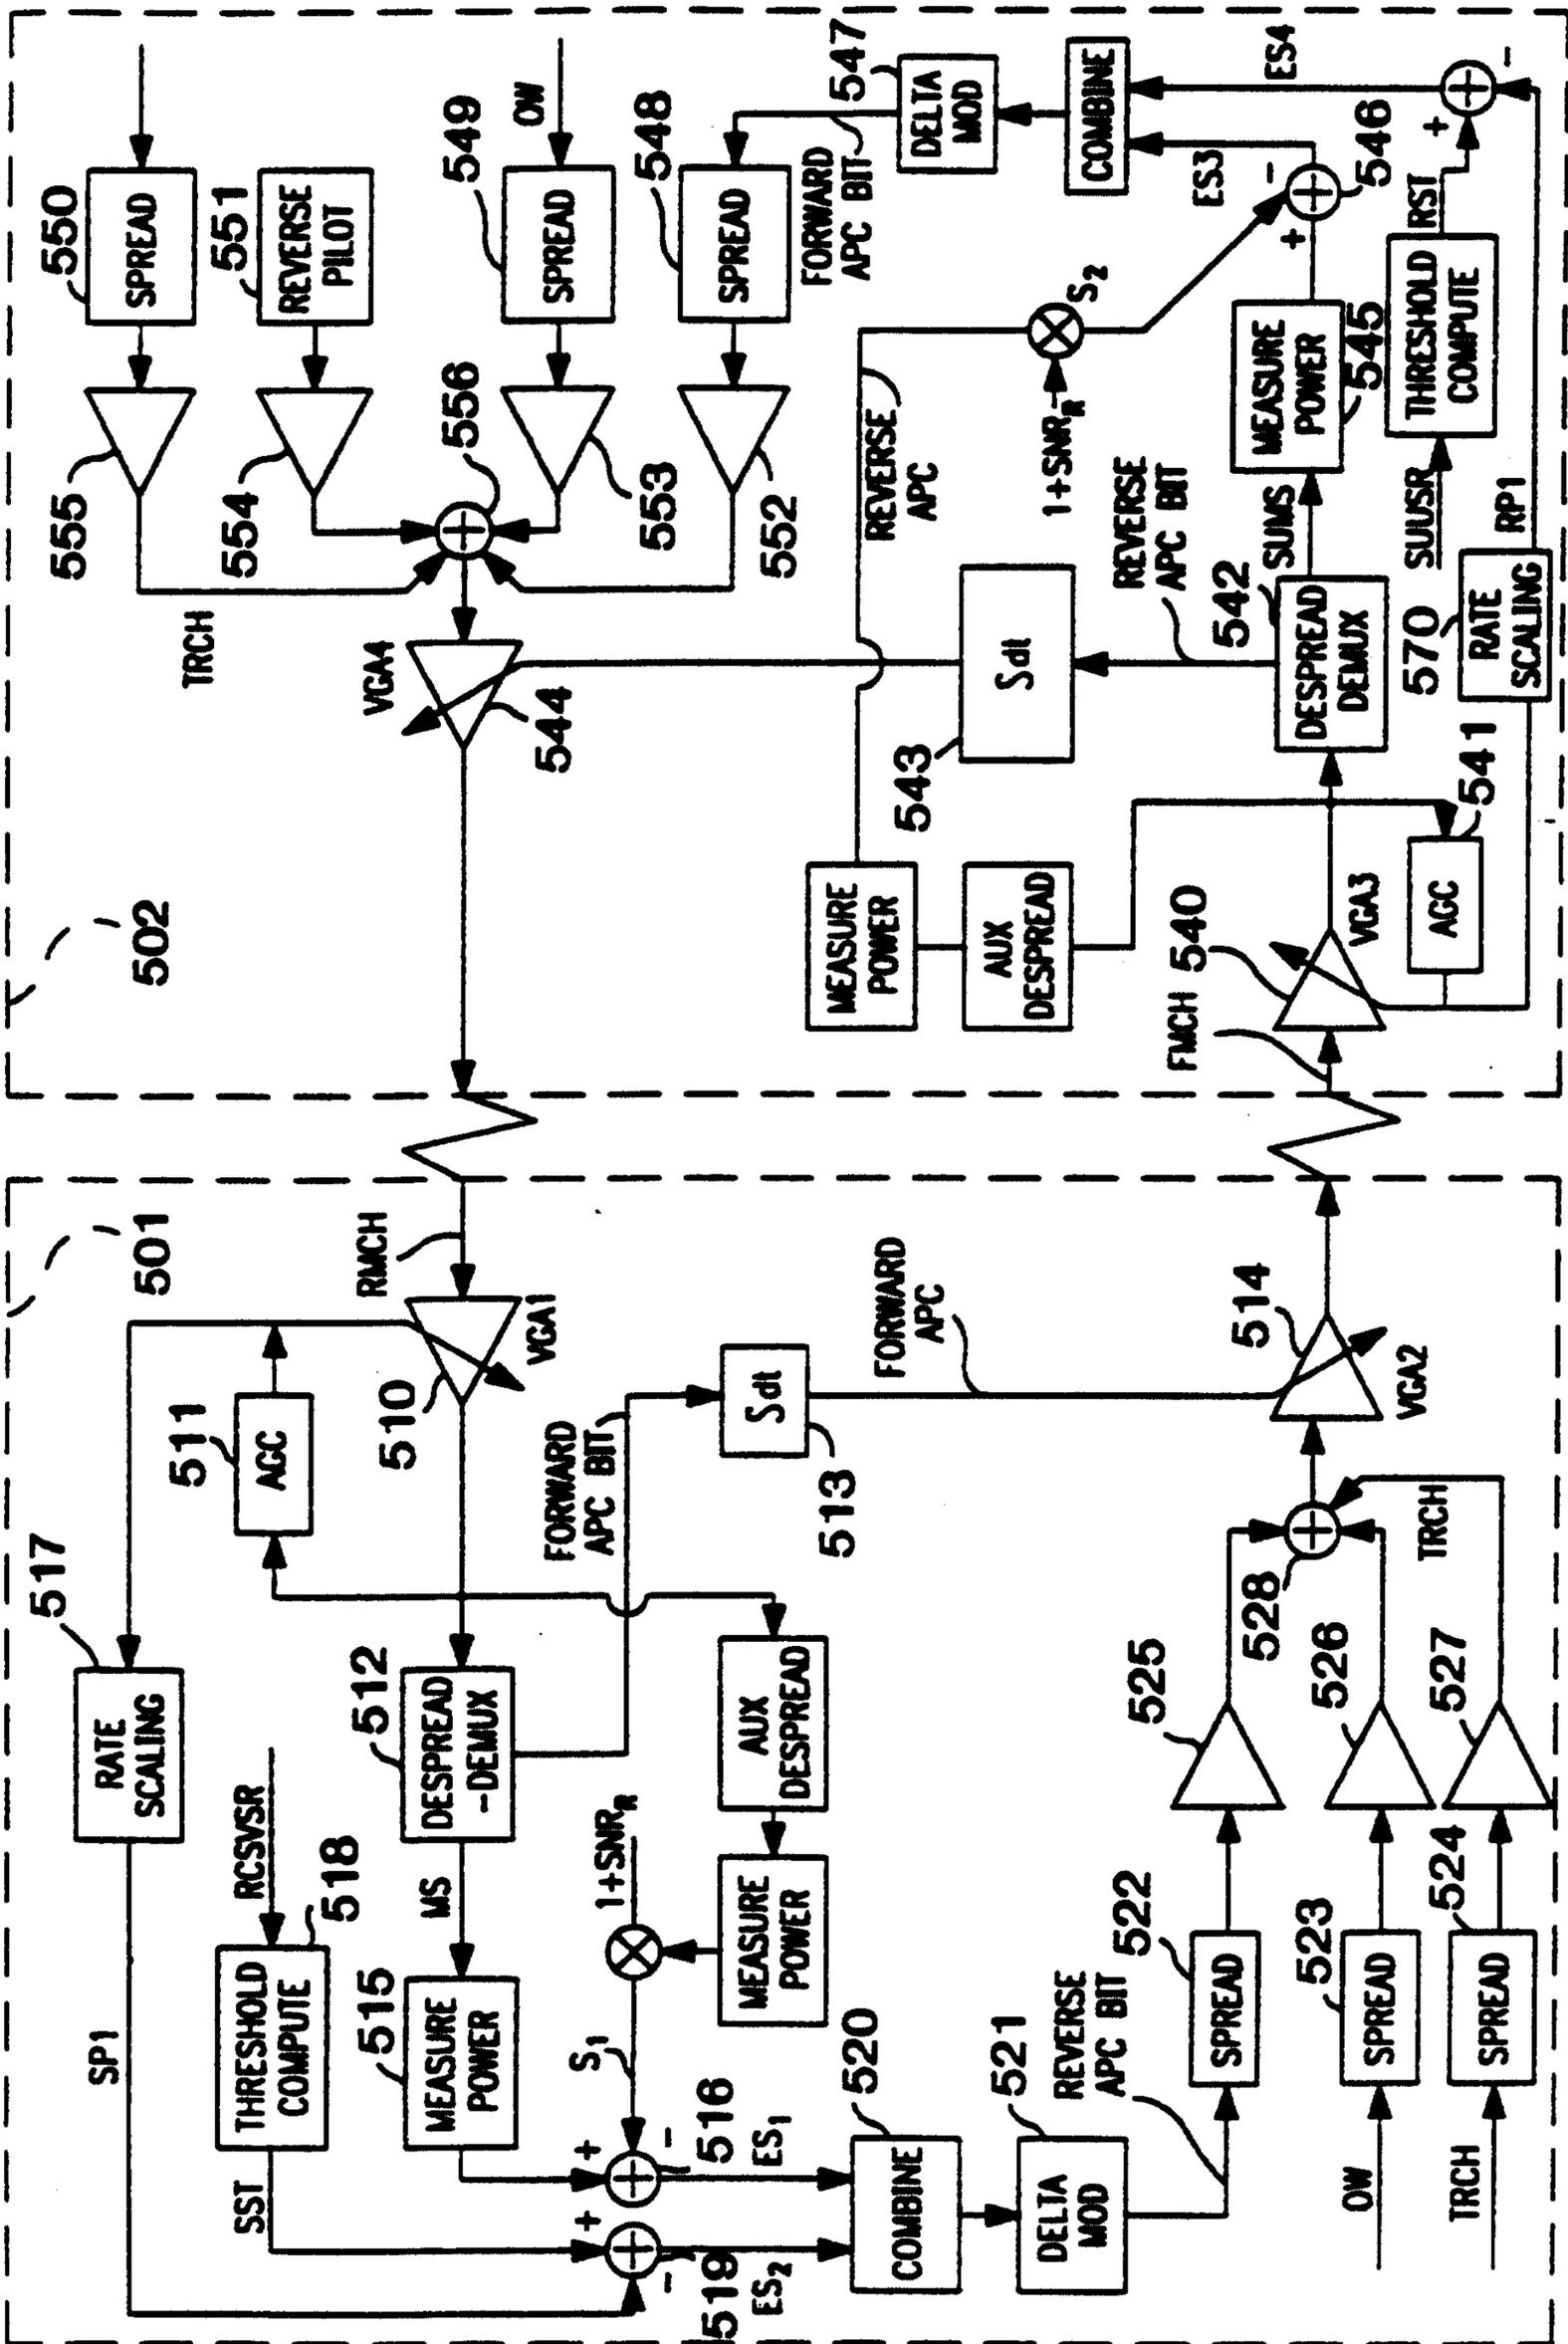 501
517
RATE
SCALING
SP1
511
AGC
RMCH
VGA1
510
RCSVSR
518
THRESHOLD
COMPUTE
SST
512
DESPREAD
-DEMUX
MS
515
MEASURE
POWER
FORWARD
APC BIT
∫dt
513
FORWARD
APC
AUX
DESPREAD
MEASURE
POWER
1+SNR_R
S₁
+
-
516
ES₁
+
-
519
ES₂
520
COMBINE
521
DELTA
MOD
REVERSE
APC BIT
522
SPREAD
523
SPREAD
524
SPREAD
OW
TRCH
525
526
527
528
TRCH
514
VGA2
502
550
SPREAD
551
REVERSE
PILOT
549
SPREAD
OW
548
SPREAD
FORWARD
APC BIT
547
DELTA
MOD
COMBINE
555
554
556
553
552
TRCH
VGA4
544
REVERSE
APC
1+SNR_R
S₂
ES3
ES4
+
-
546
+
-
RST
MEASURE
POWER
545
THRESHOLD
COMPUTE
SUUSR
RP1
REVERSE
APC BIT
SUMS
542
DESPREAD
DEMUX
570
RATE
SCALING
∫dt
543
MEASURE
POWER
AUX
DESPREAD
FMCH
540
VGA3
541
AGC